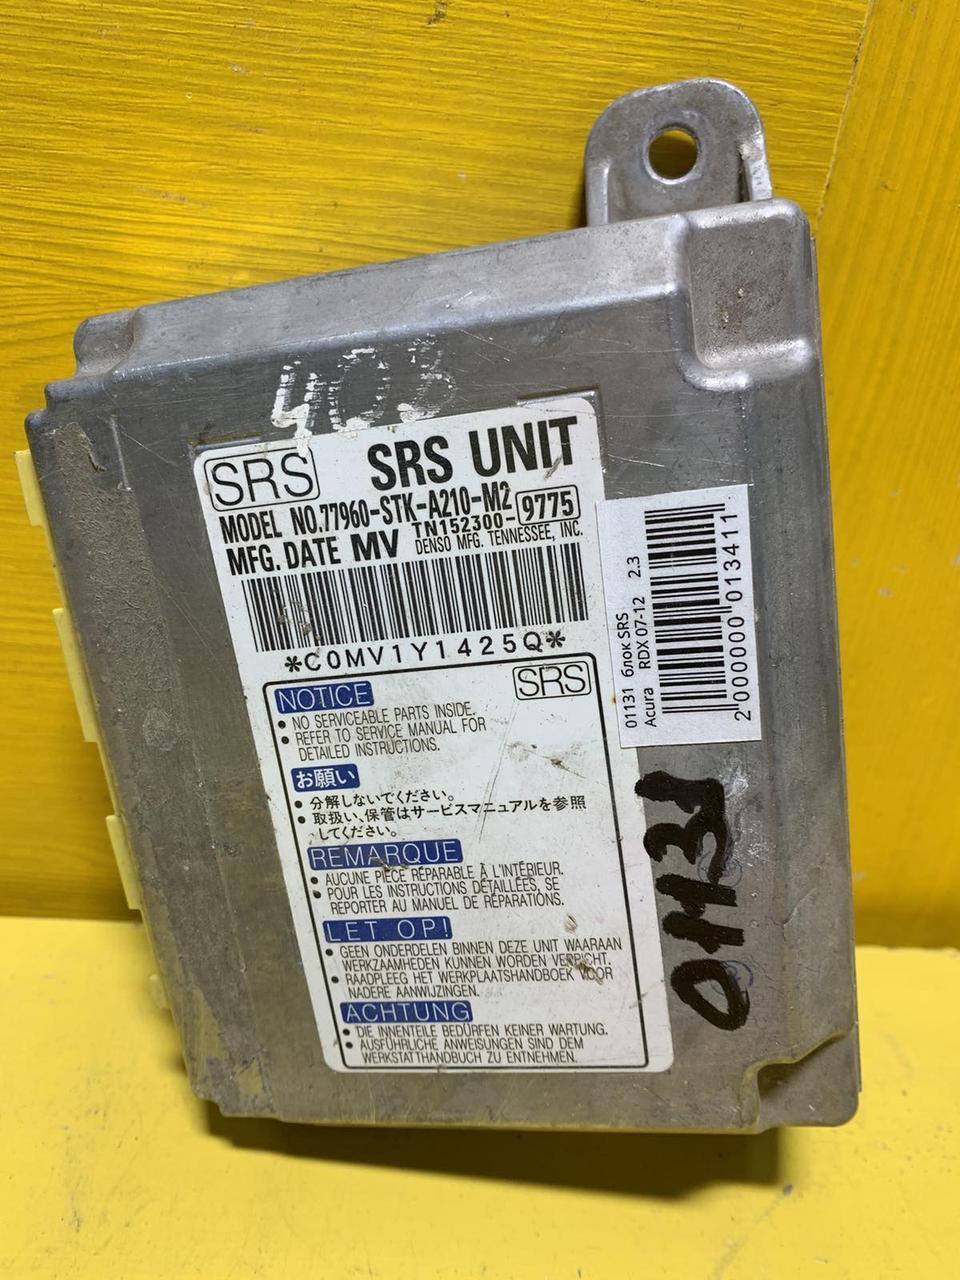 403
SRS SRS UNIT
MODEL NO.77960-STK-A210-M2
TN152300-9775
MFG. DATE MV DENSO MFG. TENNESSEE, INC.
*C0MV1Y1425Q*
NOTICE SRS
• NO SERVICEABLE PARTS INSIDE.
• REFER TO SERVICE MANUAL FOR
DETAILED INSTRUCTIONS.
お願い
• 分解しないでください。
• 取扱い、保管はサービスマニュアルを参照
してください。
REMARQUE
• AUCUNE PIÈCE RÉPARABLE À L'INTÉRIEUR.
• POUR LES INSTRUCTIONS DÉTAILLÉES, SE
REPORTER AU MANUEL DE RÉPARATIONS.
LET OP!
• GEEN ONDERDELEN BINNEN DEZE UNIT WAARAAN
WERKZAAMHEDEN KUNNEN WORDEN VERRICHT.
• RAADPLEEG HET WERKPLAATSHANDBOEK VOOR
NADERE AANWIJZINGEN.
ACHTUNG
• DIE INNENTEILE BEDÜRFEN KEINER WARTUNG.
• AUSFÜHRLICHE ANWEISUNGEN SIND DEM
WERKSTATTHANDBUCH ZU ENTNEHMEN.
01131 блок SRS
Acura RDX 07-12 2.3
2000000013411
01131